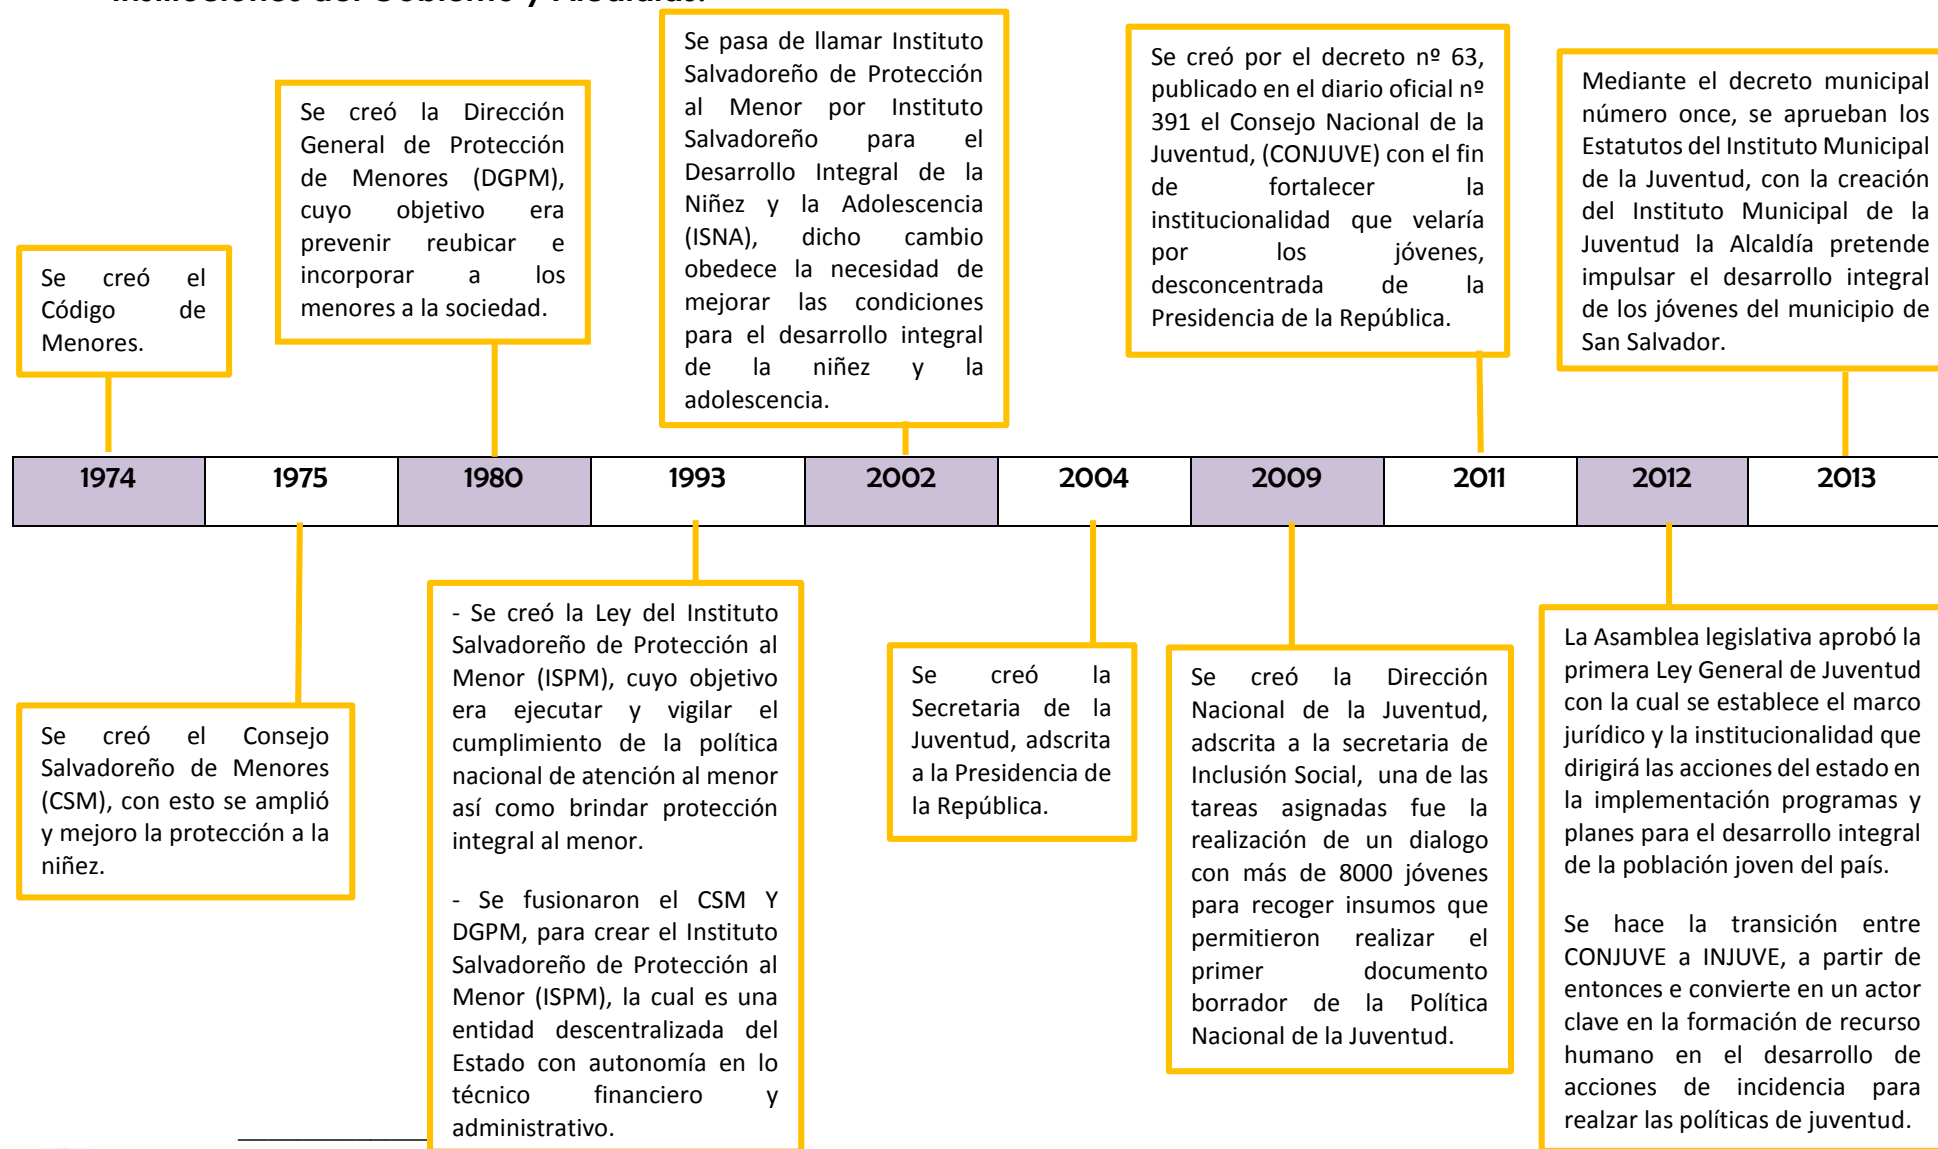 Instituciones del Gobierno y Alcaldías.
Se creó el
Código de
Menores.
Se creó la Dirección
General de Protección
de Menores (DGPM),
cuyo objetivo era
prevenir reubicar e
incorporar a los
menores a la sociedad.
Se pasa de llamar Instituto
Salvadoreño de Protección
al Menor por Instituto
Salvadoreño para el
Desarrollo Integral de la
Niñez y la Adolescencia
(ISNA), dicho cambio
obedece la necesidad de
mejorar las condiciones
para el desarrollo integral
de la niñez y la
adolescencia.
Se creó por el decreto nº 63,
publicado en el diario oficial nº
391 el Consejo Nacional de la
Juventud, (CONJUVE) con el fin
de fortalecer la
institucionalidad que velaría
por los jóvenes,
desconcentrada de la
Presidencia de la República.
Mediante el decreto municipal
número once, se aprueban los
Estatutos del Instituto Municipal
de la Juventud, con la creación
del Instituto Municipal de la
Juventud la Alcaldía pretende
impulsar el desarrollo integral
de los jóvenes del municipio de
San Salvador.
1974 1975 1980 1993 2002 2004 2009 2011 2012 2013
Se creó el Consejo
Salvadoreño de Menores
(CSM), con esto se amplió
y mejoro la protección a la
niñez.
- Se creó la Ley del Instituto
Salvadoreño de Protección al
Menor (ISPM), cuyo objetivo
era ejecutar y vigilar el
cumplimiento de la política
nacional de atención al menor
así como brindar protección
integral al menor.
- Se fusionaron el CSM Y
DGPM, para crear el Instituto
Salvadoreño de Protección al
Menor (ISPM), la cual es una
entidad descentralizada del
Estado con autonomía en lo
técnico financiero y
administrativo.
Se creó la
Secretaria de la
Juventud, adscrita
a la Presidencia de
la República.
Se creó la Dirección
Nacional de la Juventud,
adscrita a la secretaria de
Inclusión Social, una de las
tareas asignadas fue la
realización de un dialogo
con más de 8000 jóvenes
para recoger insumos que
permitieron realizar el
primer documento
borrador de la Política
Nacional de la Juventud.
La Asamblea legislativa aprobó la
primera Ley General de Juventud
con la cual se establece el marco
jurídico y la institucionalidad que
dirigirá las acciones del estado en
la implementación programas y
planes para el desarrollo integral
de la población joven del país.
Se hace la transición entre
CONJUVE a INJUVE, a partir de
entonces e convierte en un actor
clave en la formación de recurso
humano en el desarrollo de
acciones de incidencia para
realzar las políticas de juventud.